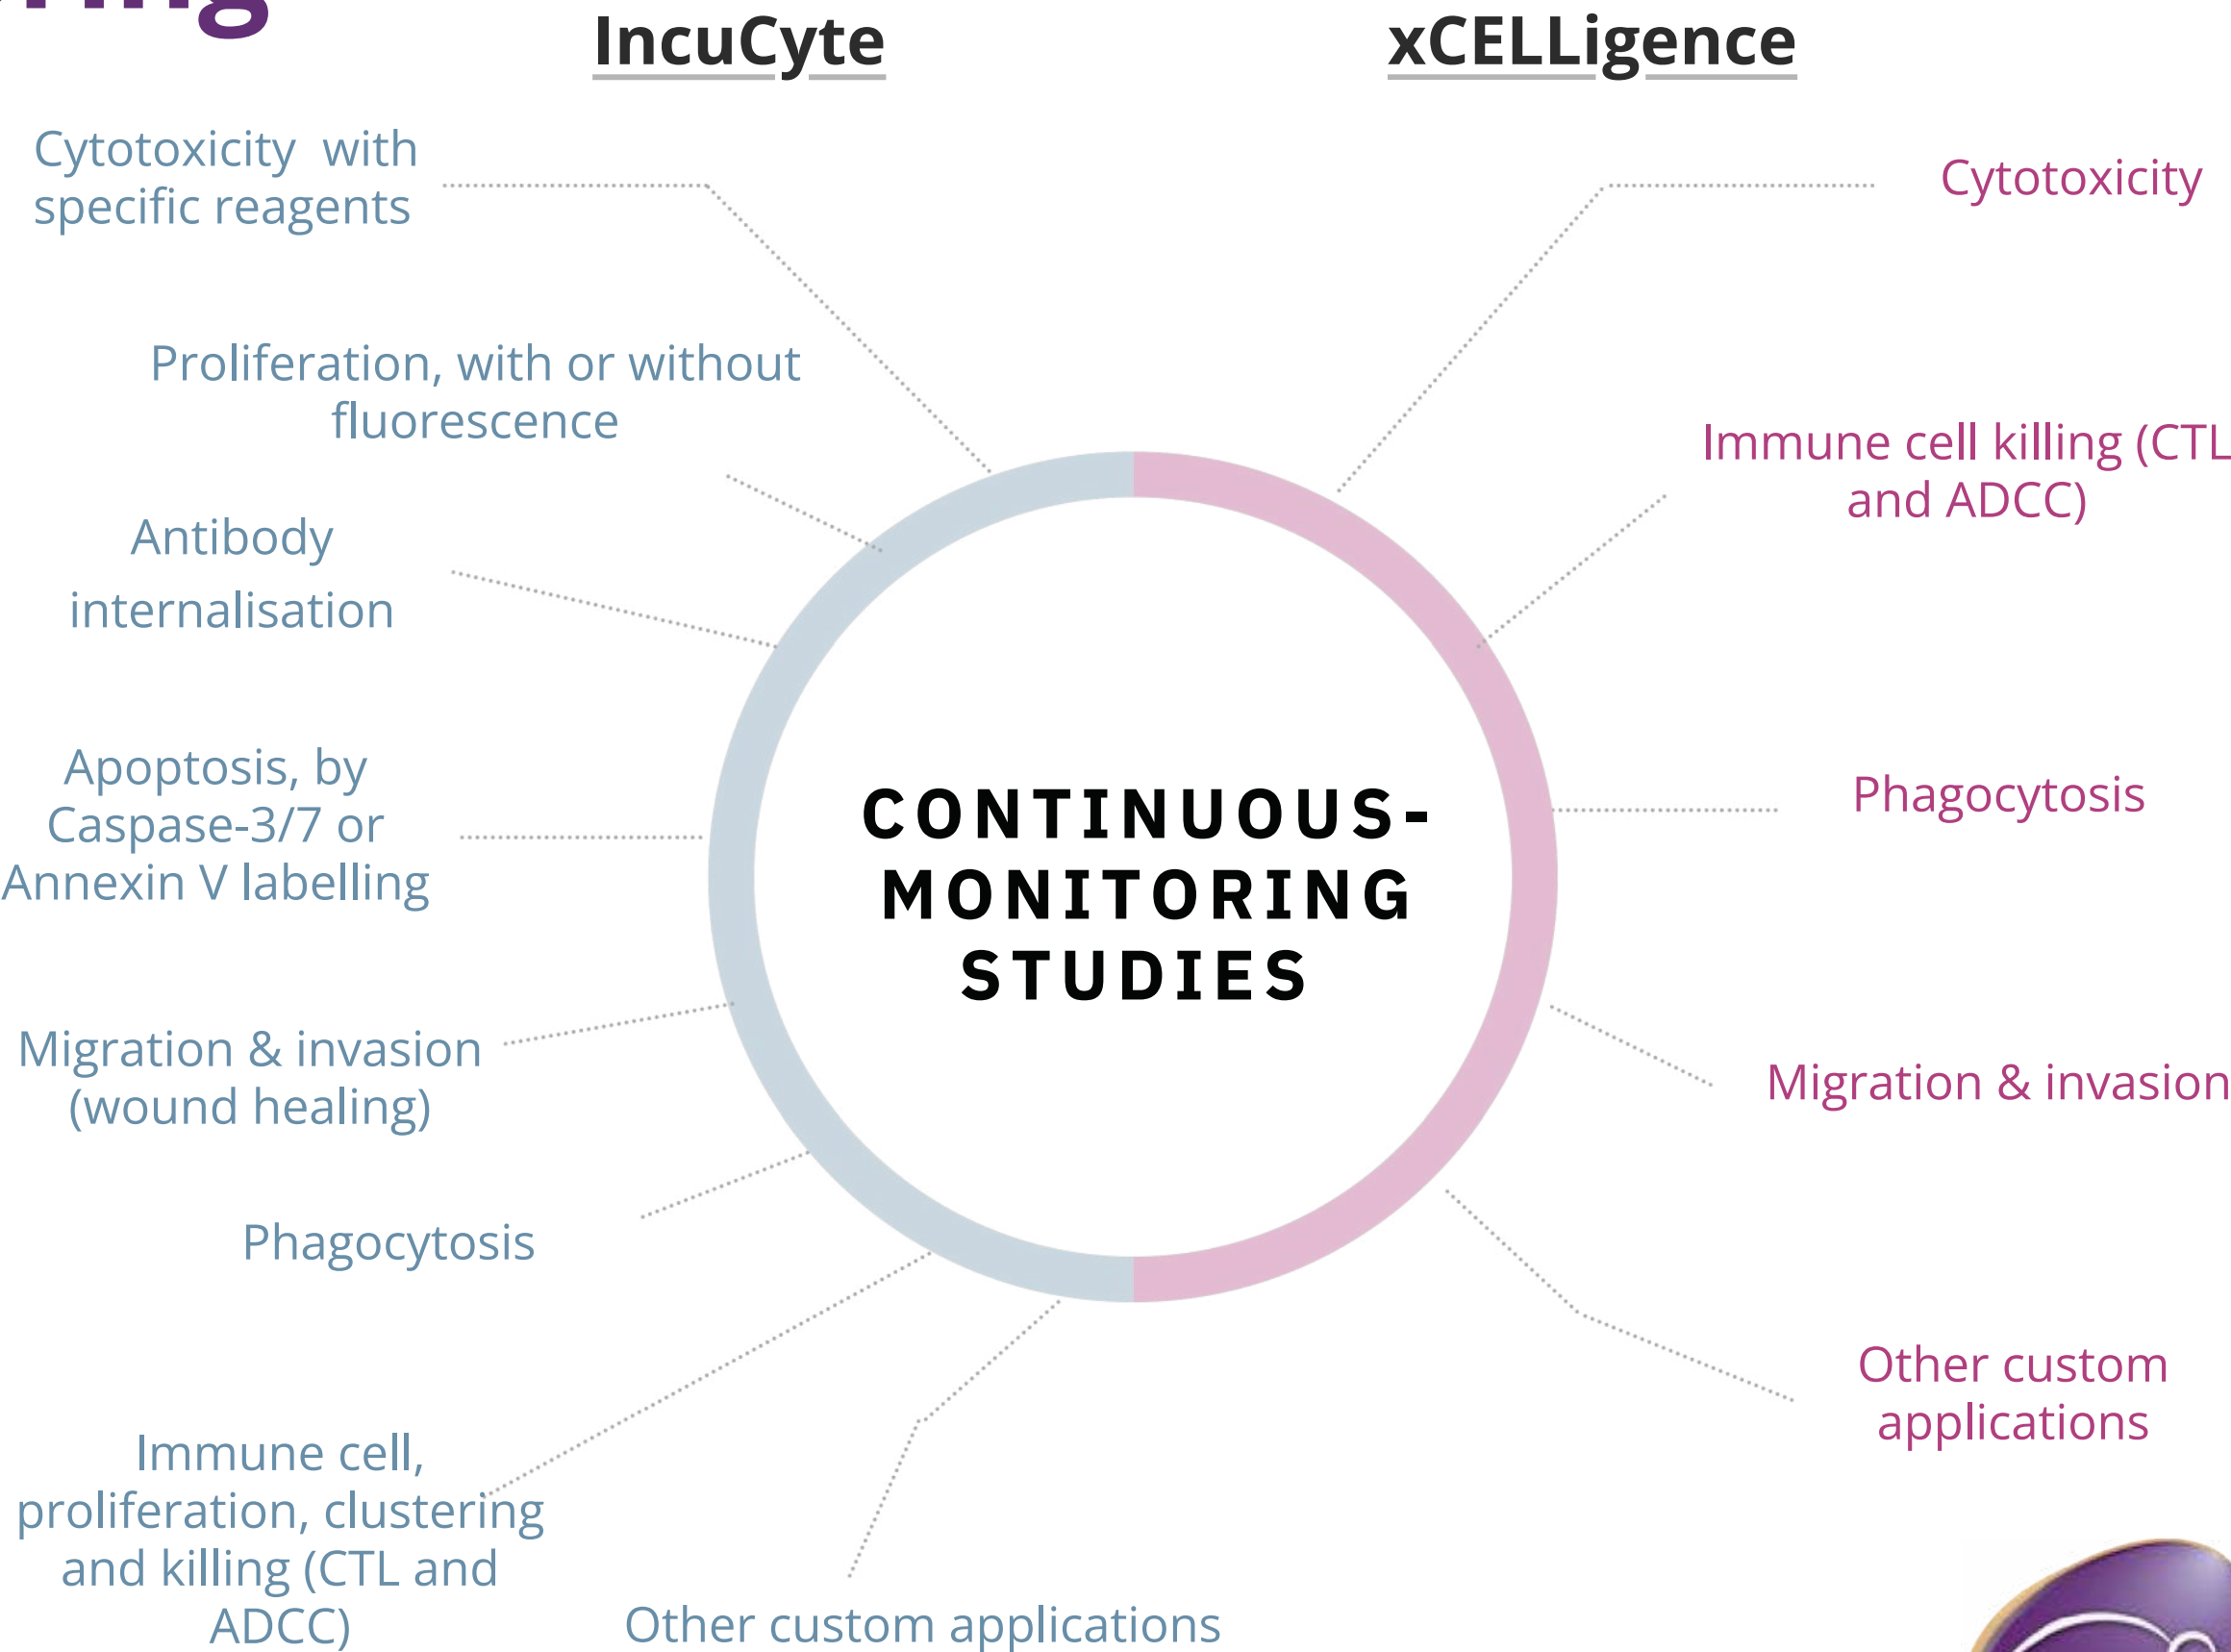 IncuCyte
xCELLigence
Cytotoxicity with
specific reagents
Proliferation, with or without
fluorescence
Antibody
internalisation
Apoptosis, by
Caspase-3/7 or
Annexin V labelling
Migration & invasion
(wound healing)
Phagocytosis
Immune cell,
proliferation, clustering
and killing (CTL and
ADCC)
Other custom applications
CONTINUOUS-
MONITORING
STUDIES
Cytotoxicity
Immune cell killing (CTL
and ADCC)
Phagocytosis
Migration & invasion
Other custom
applications